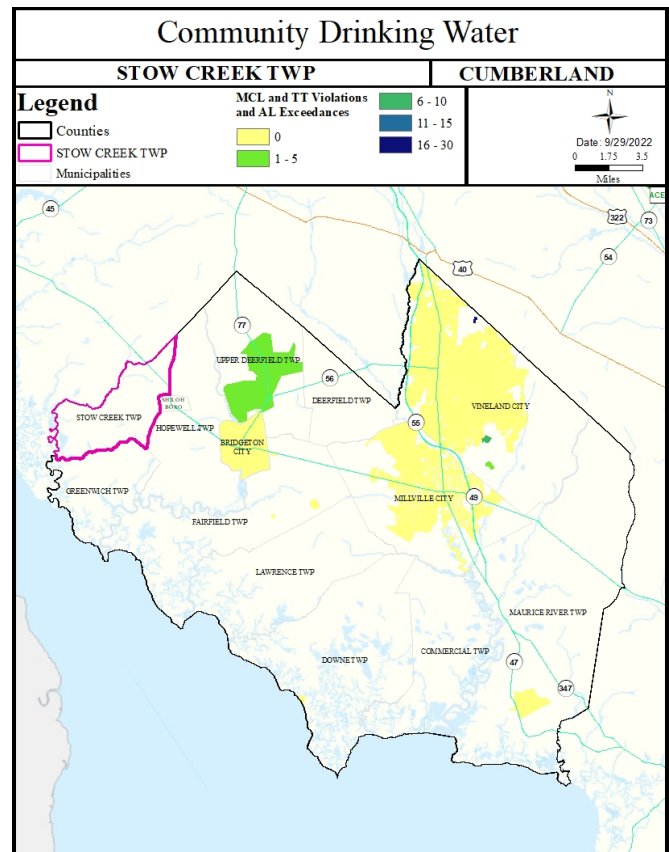 Community Drinking Water
STOW CREEK TWP
CUMBERLAND
Legend
Counties
STOW CREEK TWP
Municipalities
MCL and TT Violations
and AL Exceedances
0
1 - 5
6 - 10
11 - 15
16 - 30
N
Date: 9/29/2022
0 1.75 3.5
Miles
45
ACE
322
73
54
40
77
UPPER DEERFIELD TWP
56
DEERFIELD TWP
VINELAND CITY
SHILOH
BORO
STOW CREEK TWP
HOPEWELL TWP
55
BRIDGETON
CITY
GREENWICH TWP
MILLVILLE CITY
49
FAIRFIELD TWP
LAWRENCE TWP
MAURICE RIVER TWP
DOWNE TWP
COMMERCIAL TWP
47
347